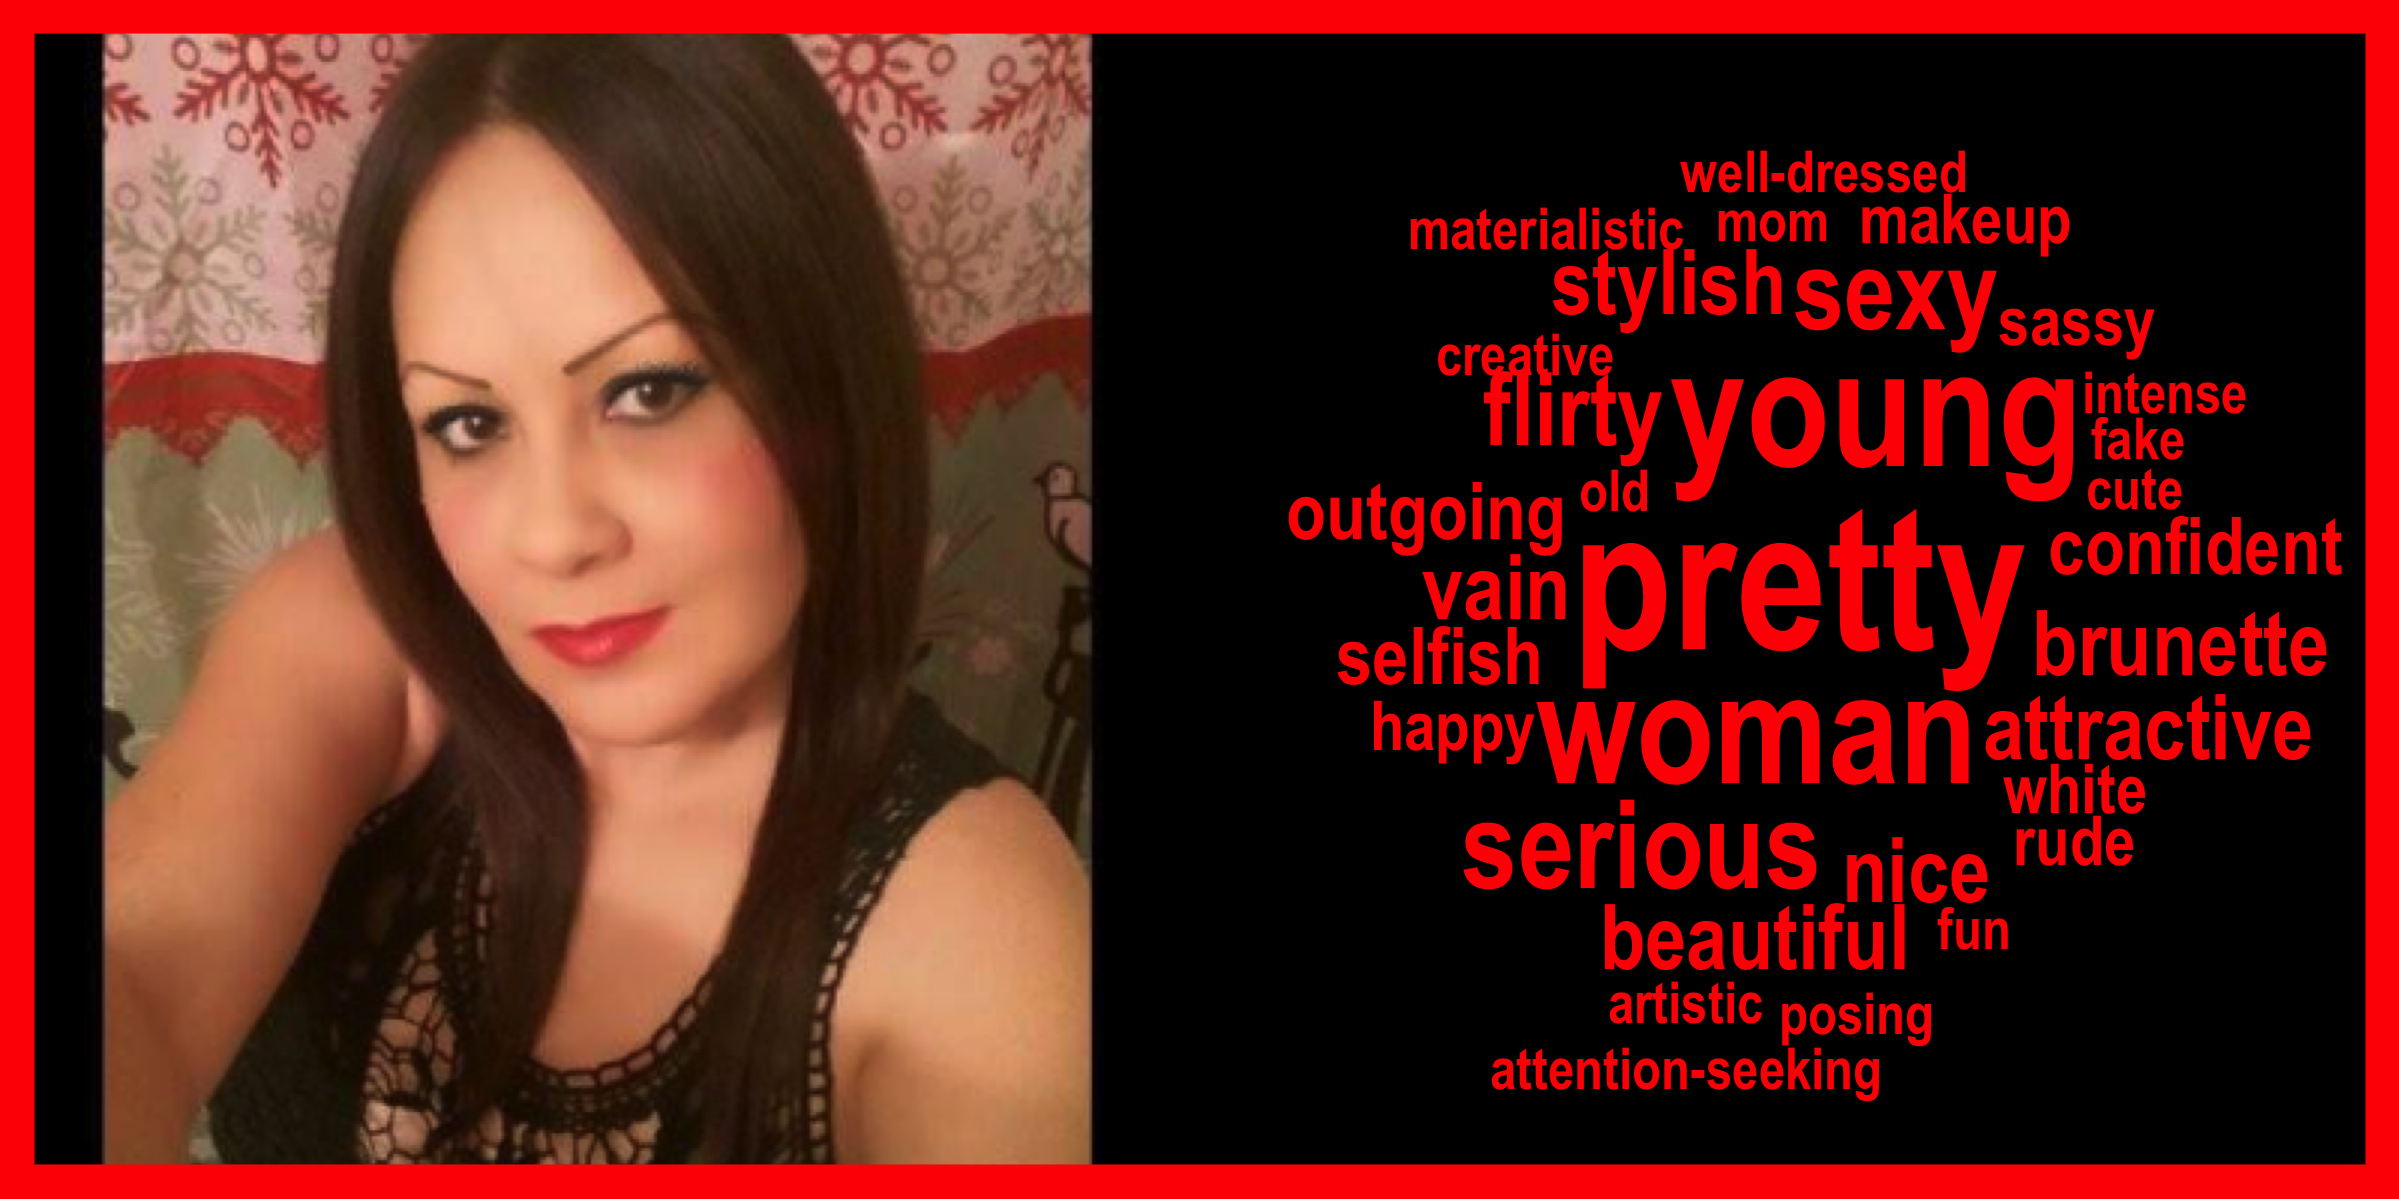 well-dressed
materialistic mom makeup
stylish sexy sassy
creative
flirty young intense
fake
outgoing old cute
pretty confident
vain
selfish brunette
happy woman attractive
white
serious nice rude
beautiful fun
artistic posing
attention-seeking